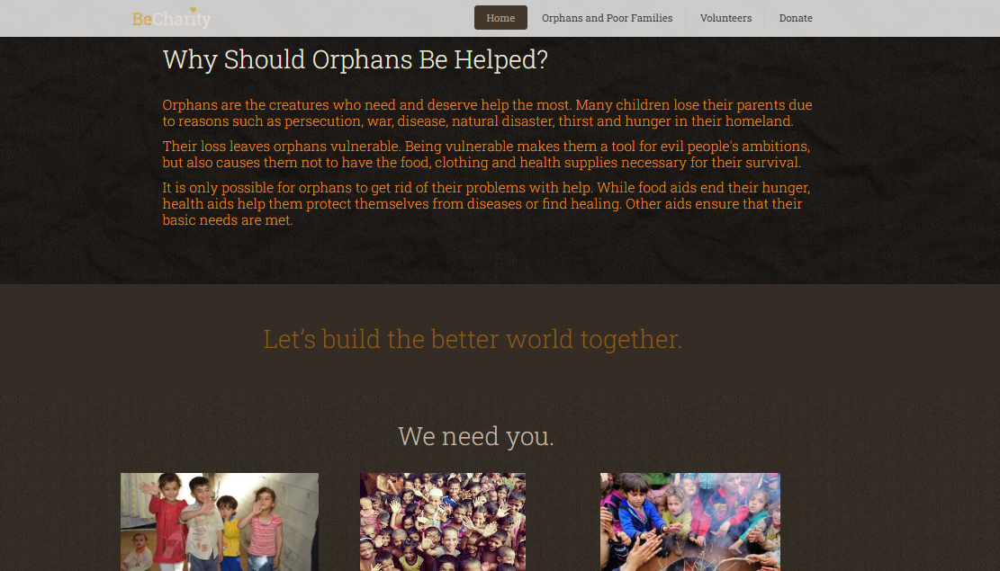 BeCharity
Home
Orphans and Poor Families
Volunteers
Donate
Why Should Orphans Be Helped?
Orphans are the creatures who need and deserve help the most. Many children lose their parents due
to reasons such as persecution, war, disease, natural disaster, thirst and hunger in their homeland.
Their loss leaves orphans vulnerable. Being vulnerable makes them a tool for evil people's ambitions,
but also causes them not to have the food, clothing and health supplies necessary for their survival.
It is only possible for orphans to get rid of their problems with help. While food aids end their hunger,
health aids help them protect themselves from diseases or find healing. Other aids ensure that their
basic needs are met.
Let's build the better world together.
We need you.